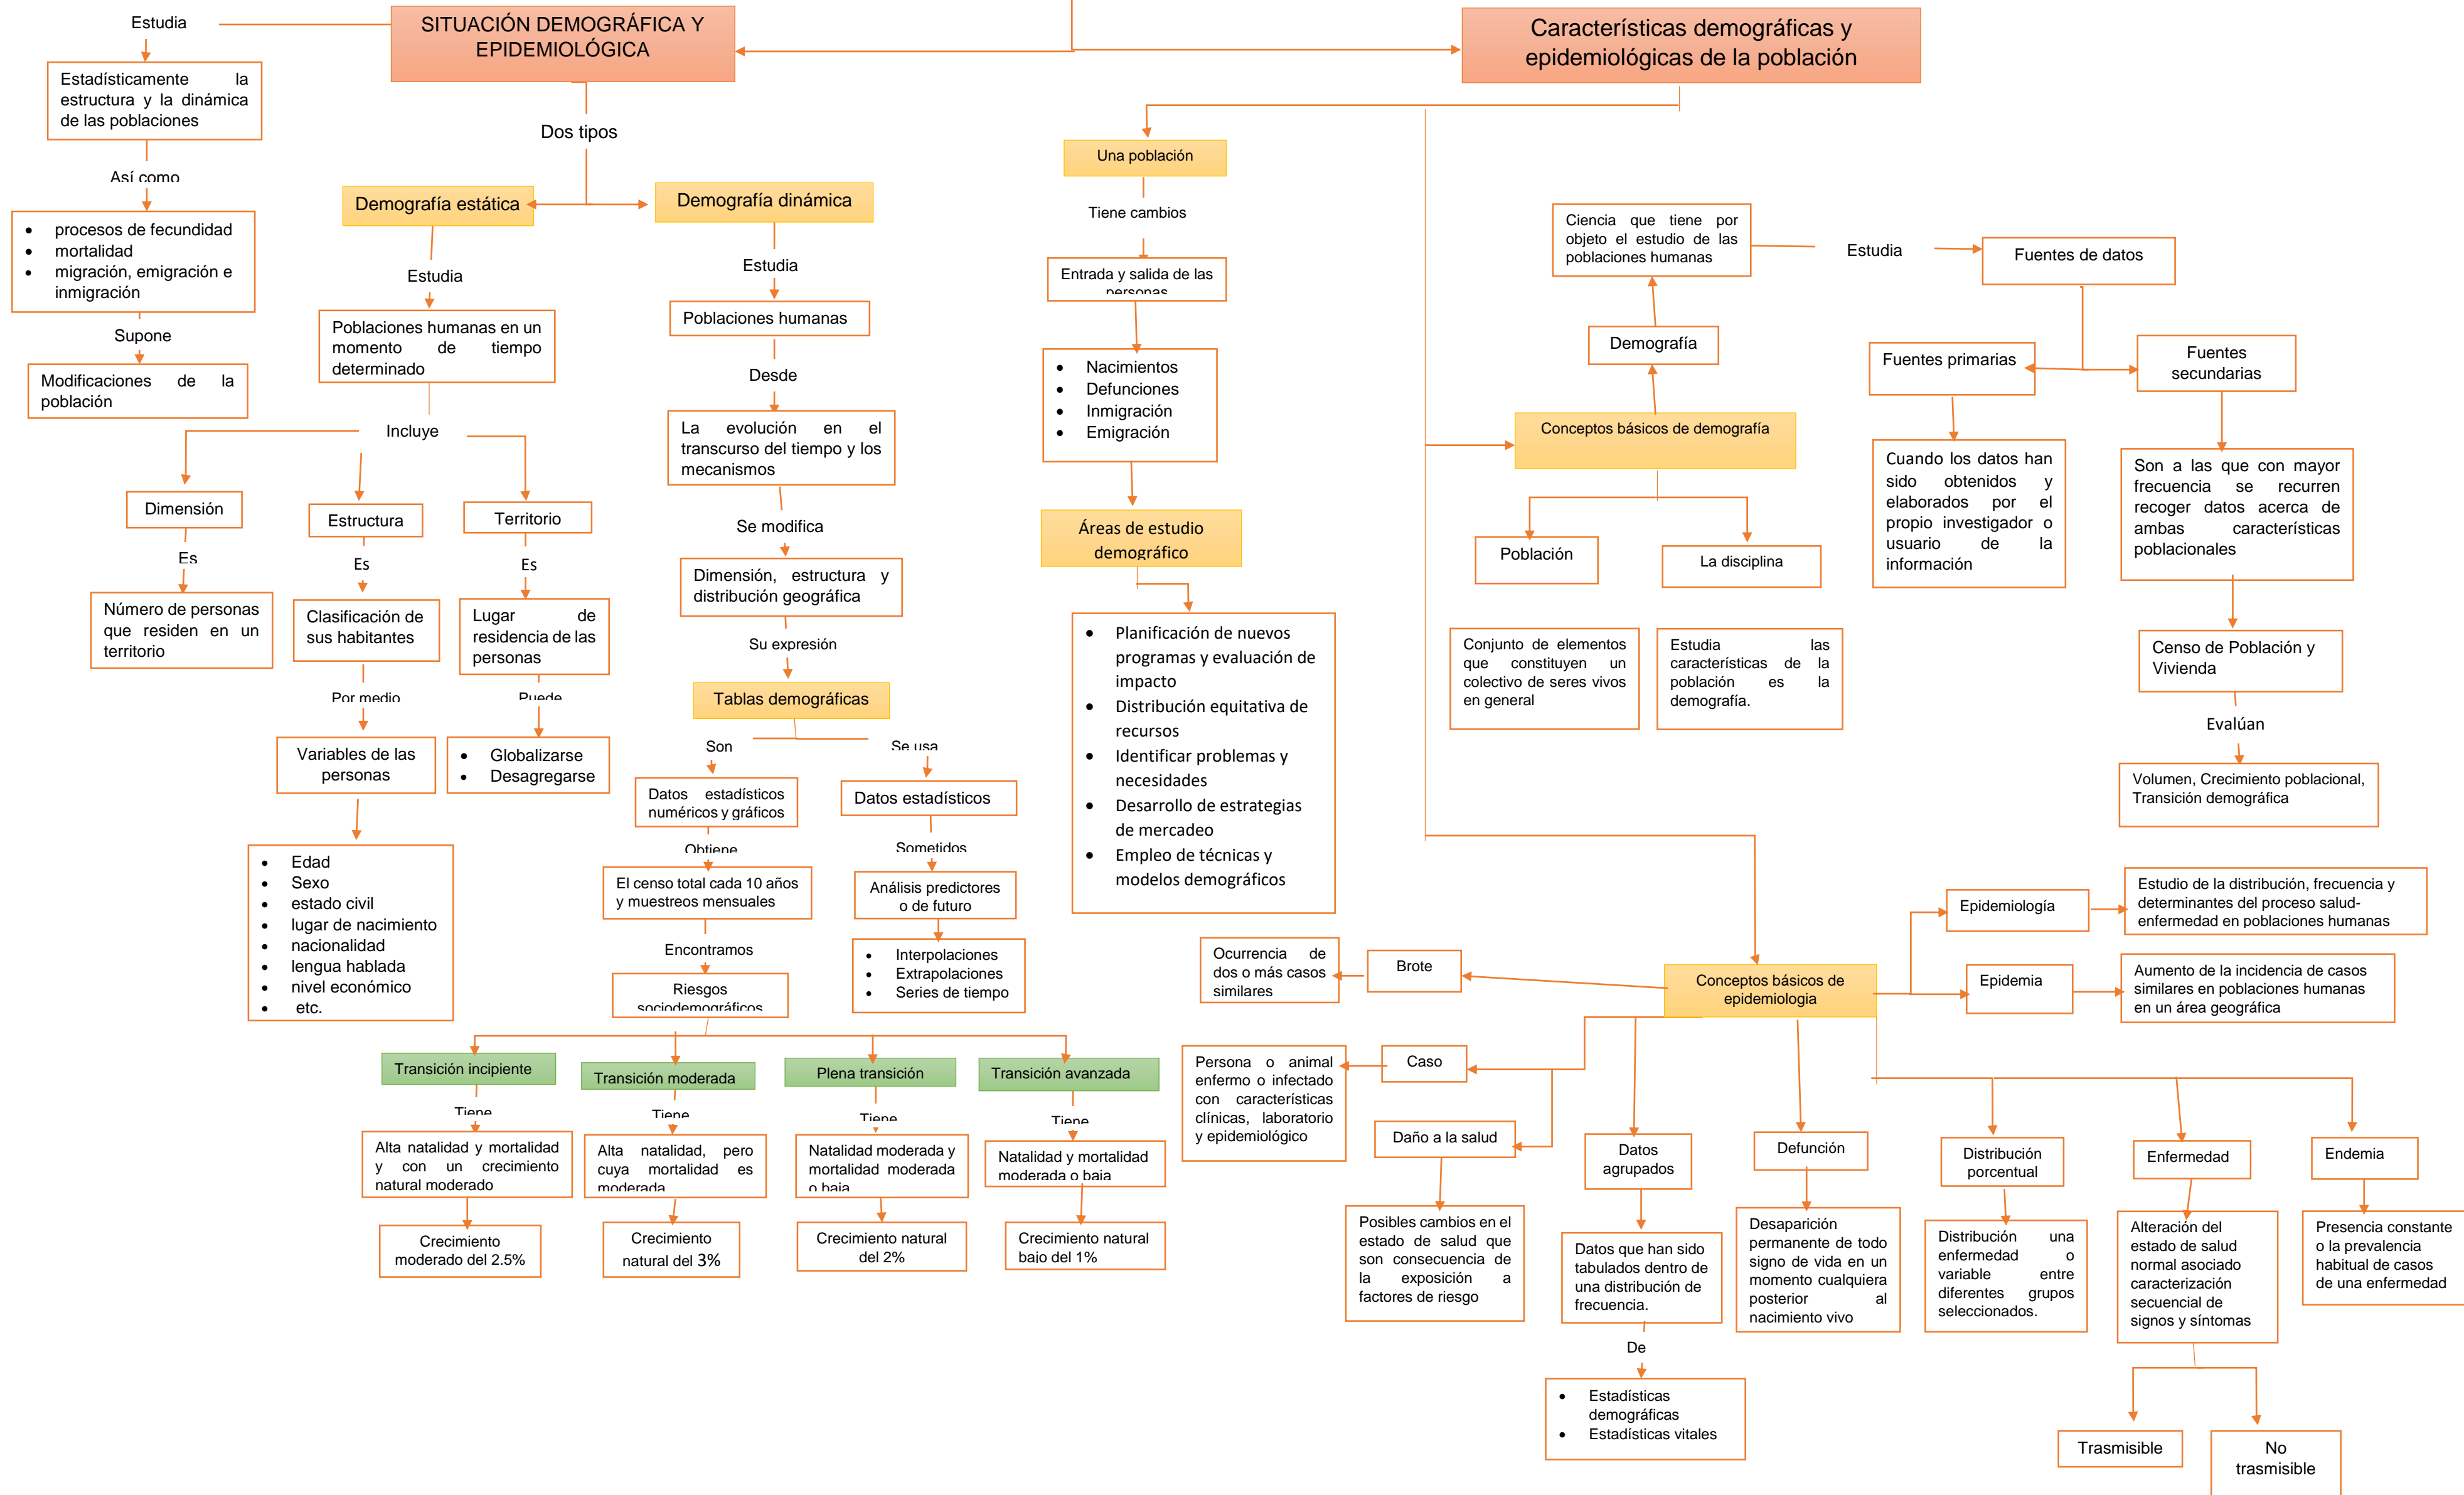 Estudia
SITUACIÓN DEMOGRÁFICA Y
EPIDEMIOLÓGICA
Estadísticamente la
estructura y la dinámica
de las poblaciones
Así como
• procesos de fecundidad
• mortalidad
• migración, emigración e
inmigración
Supone
Modificaciones de la
población
Dos tipos
Demografía estática
Estudia
Poblaciones humanas en un
momento de tiempo
determinado
Incluye
Dimensión
Es
Número de personas
que residen en un
territorio
Estructura
Es
Clasificación de
sus habitantes
Por medio
Variables de las
personas
• Edad
• Sexo
• estado civil
• lugar de nacimiento
• nacionalidad
• lengua hablada
• nivel económico
• etc.
Territorio
Es
Lugar de
residencia de las
personas
Puede
• Globalizarse
• Desagregarse
Demografía dinámica
Estudia
Poblaciones humanas
Desde
La evolución en el
transcurso del tiempo y los
mecanismos
Se modifica
Dimensión, estructura y
distribución geográfica
Su expresión
Tablas demográficas
Son
Datos estadísticos
numéricos y gráficos
Obtiene
El censo total cada 10 años
y muestreos mensuales
Encontramos
Riesgos
sociodemográficos
Se usa
Datos estadísticos
Sometidos
Análisis predictores
o de futuro
• Interpolaciones
• Extrapolaciones
• Series de tiempo
Transición incipiente
Tiene
Alta natalidad y mortalidad
y con un crecimiento
natural moderado
Crecimiento
moderado del 2.5%
Transición moderada
Tiene
Alta natalidad, pero
cuya mortalidad es
moderada
Crecimiento
natural del 3%
Plena transición
Tiene
Natalidad moderada y
mortalidad moderada
o baja
Crecimiento natural
del 2%
Transición avanzada
Tiene
Natalidad y mortalidad
moderada o baja
Crecimiento natural
bajo del 1%
Características demográficas y
epidemiológicas de la población
Una población
Tiene cambios
Entrada y salida de las
personas
• Nacimientos
• Defunciones
• Inmigración
• Emigración
Áreas de estudio
demográfico
• Planificación de nuevos
programas y evaluación de
impacto
• Distribución equitativa de
recursos
• Identificar problemas y
necesidades
• Desarrollo de estrategias
de mercadeo
• Empleo de técnicas y
modelos demográficos
Ciencia que tiene por
objeto el estudio de las
poblaciones humanas
Demografía
Conceptos básicos de demografía
Población
Conjunto de elementos
que constituyen un
colectivo de seres vivos
en general
La disciplina
Estudia las
características de la
población es la
demografía.
Estudia
Fuentes de datos
Fuentes primarias
Cuando los datos han
sido obtenidos y
elaborados por el
propio investigador o
usuario de la
información
Fuentes
secundarias
Son a las que con mayor
frecuencia se recurren
recoger datos acerca de
ambas características
poblacionales
Censo de Población y
Vivienda
Evalúan
Volumen, Crecimiento poblacional,
Transición demográfica
Conceptos básicos de
epidemiologia
Epidemiología
Estudio de la distribución, frecuencia y
determinantes del proceso salud-
enfermedad en poblaciones humanas
Epidemia
Aumento de la incidencia de casos
similares en poblaciones humanas
en un área geográfica
Brote
Ocurrencia de
dos o más casos
similares
Caso
Persona o animal
enfermo o infectado
con características
clínicas, laboratorio
y epidemiológico
Daño a la salud
Posibles cambios en el
estado de salud que
son consecuencia de
la exposición a
factores de riesgo
Datos
agrupados
Datos que han sido
tabulados dentro de
una distribución de
frecuencia.
De
• Estadísticas
demográficas
• Estadísticas vitales
Defunción
Desaparición
permanente de todo
signo de vida en un
momento cualquiera
posterior al
nacimiento vivo
Distribución
porcentual
Distribución una
enfermedad o
variable entre
diferentes grupos
seleccionados.
Enfermedad
Alteración del
estado de salud
normal asociado
caracterización
secuencial de
signos y síntomas
Trasmisible
No
trasmisible
Endemia
Presencia constante
o la prevalencia
habitual de casos
de una enfermedad